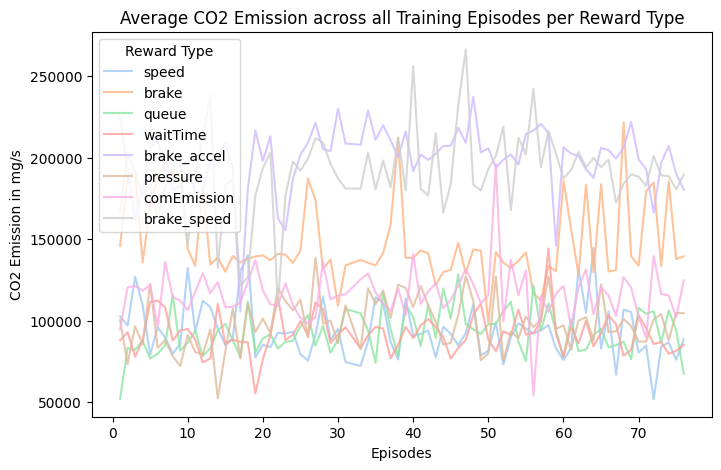 Average CO2 Emission across all Training Episodes per Reward Type
CO2 Emission in mg/s
250000
200000
150000
100000
50000
Reward Type
speed
brake
queue
waitTime
brake_accel
pressure
comEmission
brake_speed
0
10
20
30
40
50
60
70
Episodes